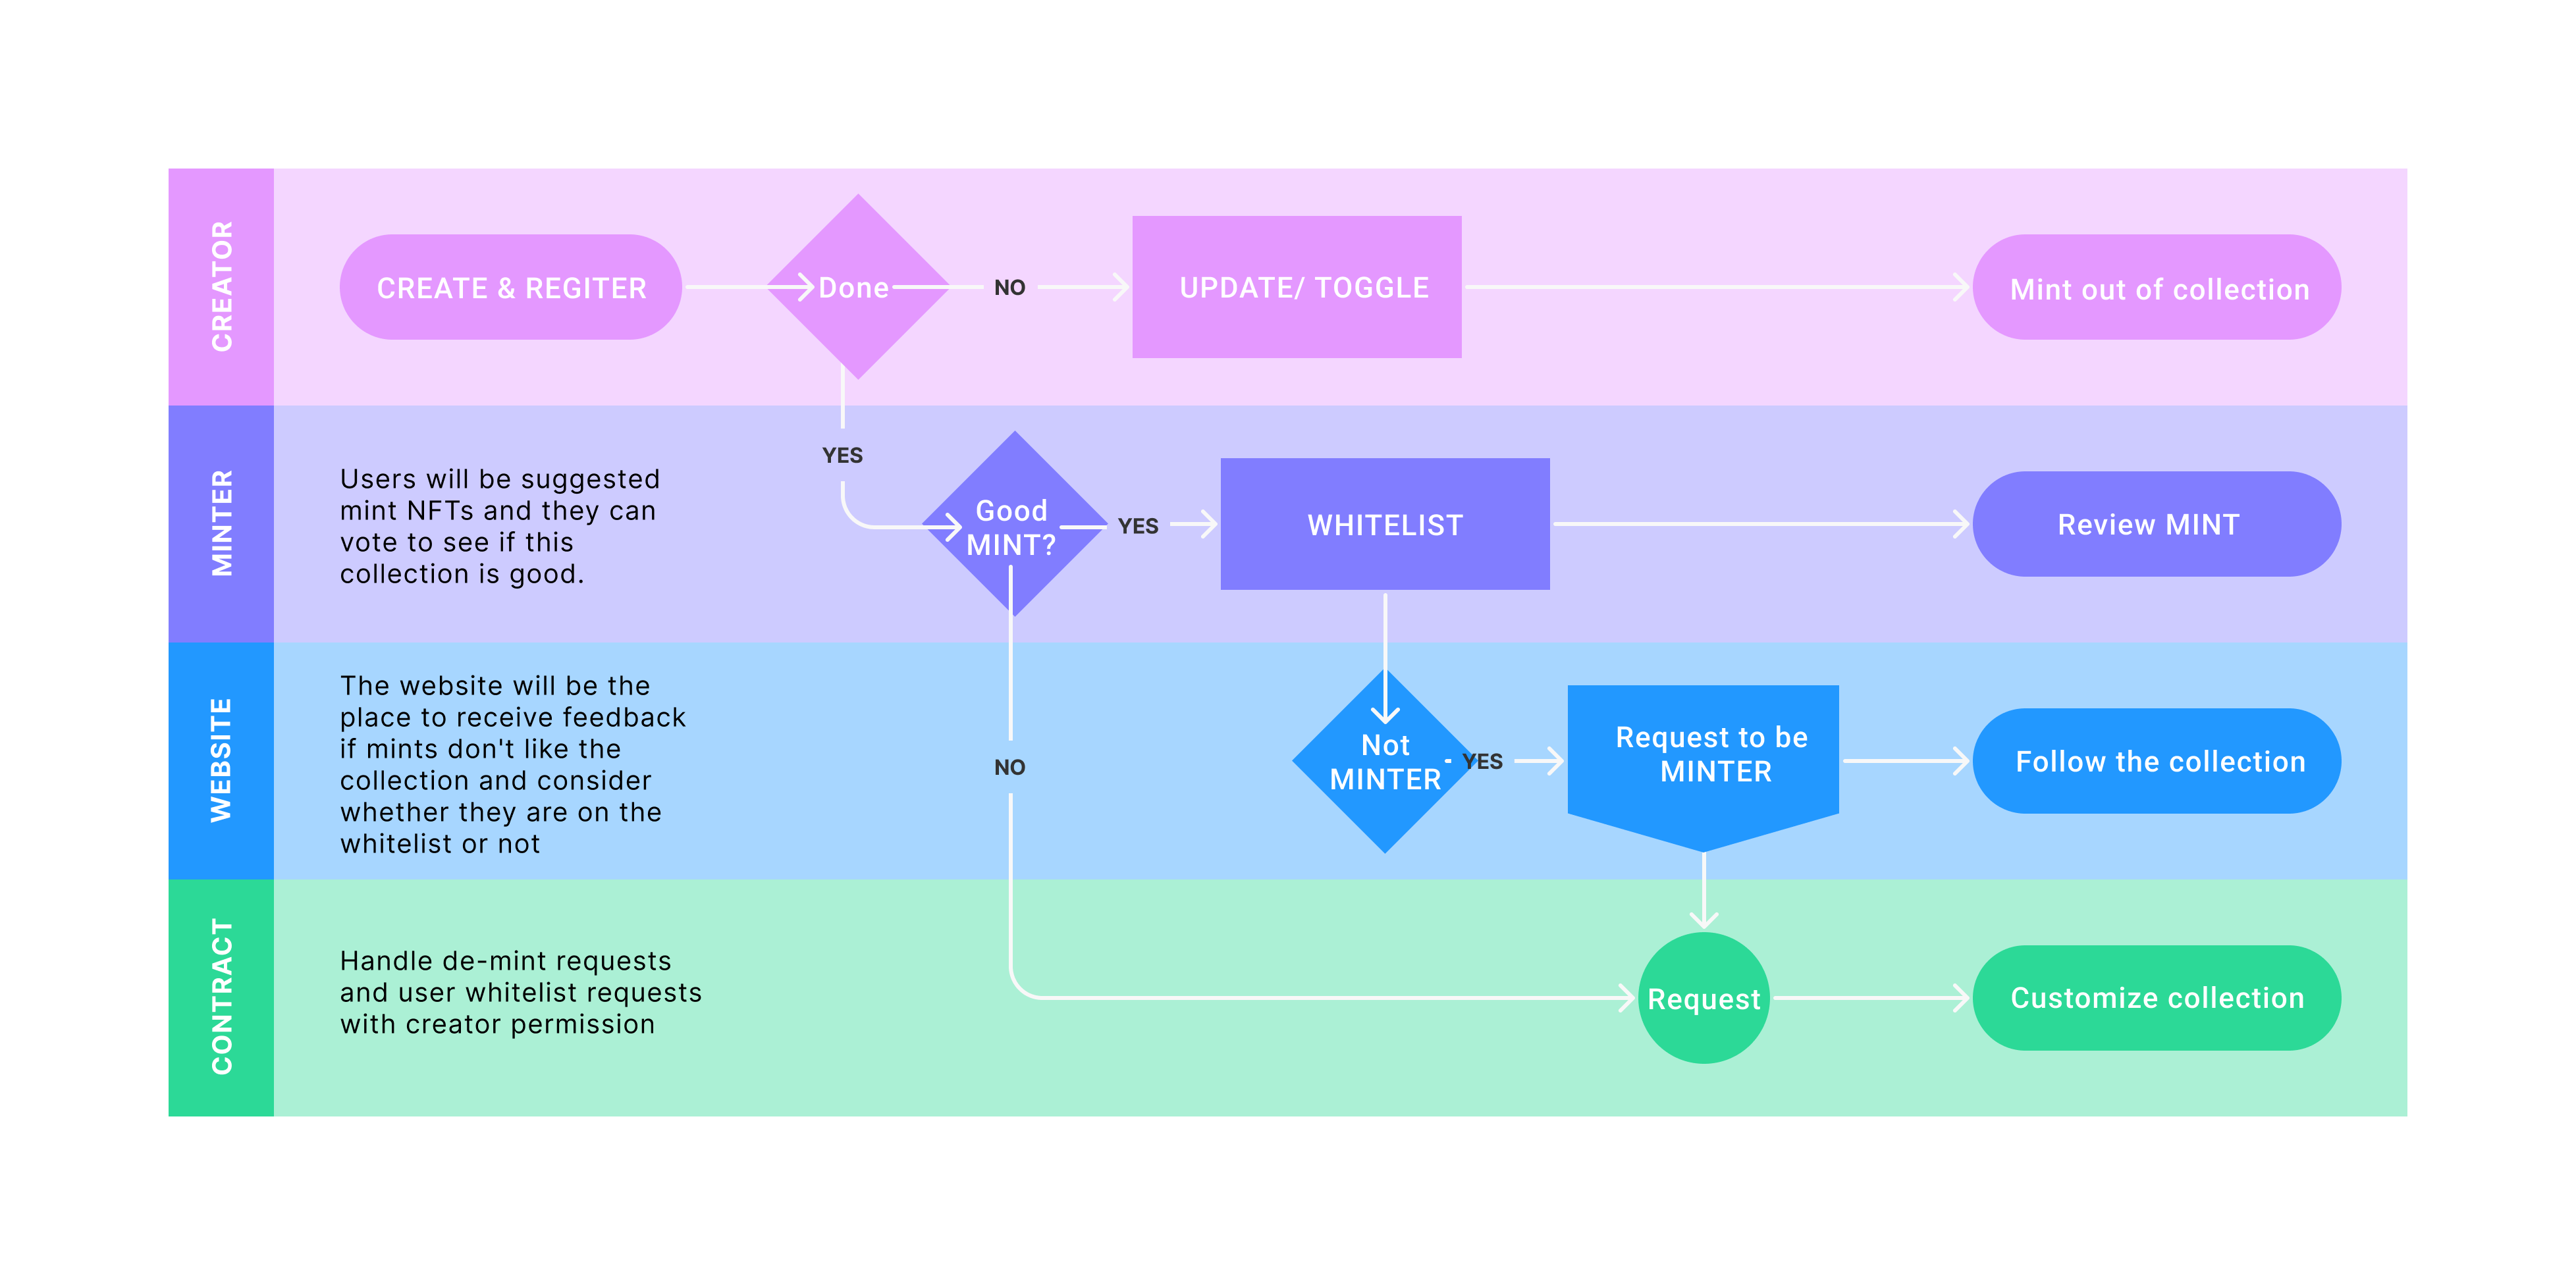 CREATOR
CREATE & REGITER
Done
NO
UPDATE/ TOGGLE
Mint out of collection
MINTER
Users will be suggested
mint NFTs and they can
vote to see if this
collection is good.
YES
Good
MINT?
YES
WHITELIST
Review MINT
WEBSITE
The website will be the
place to receive feedback
if mints don't like the
collection and consider
whether they are on the
whitelist or not
NO
Not
MINTER
YES
Request to be
MINTER
Follow the collection
CONTRACT
Handle de-mint requests
and user whitelist requests
with creator permission
Request
Customize collection